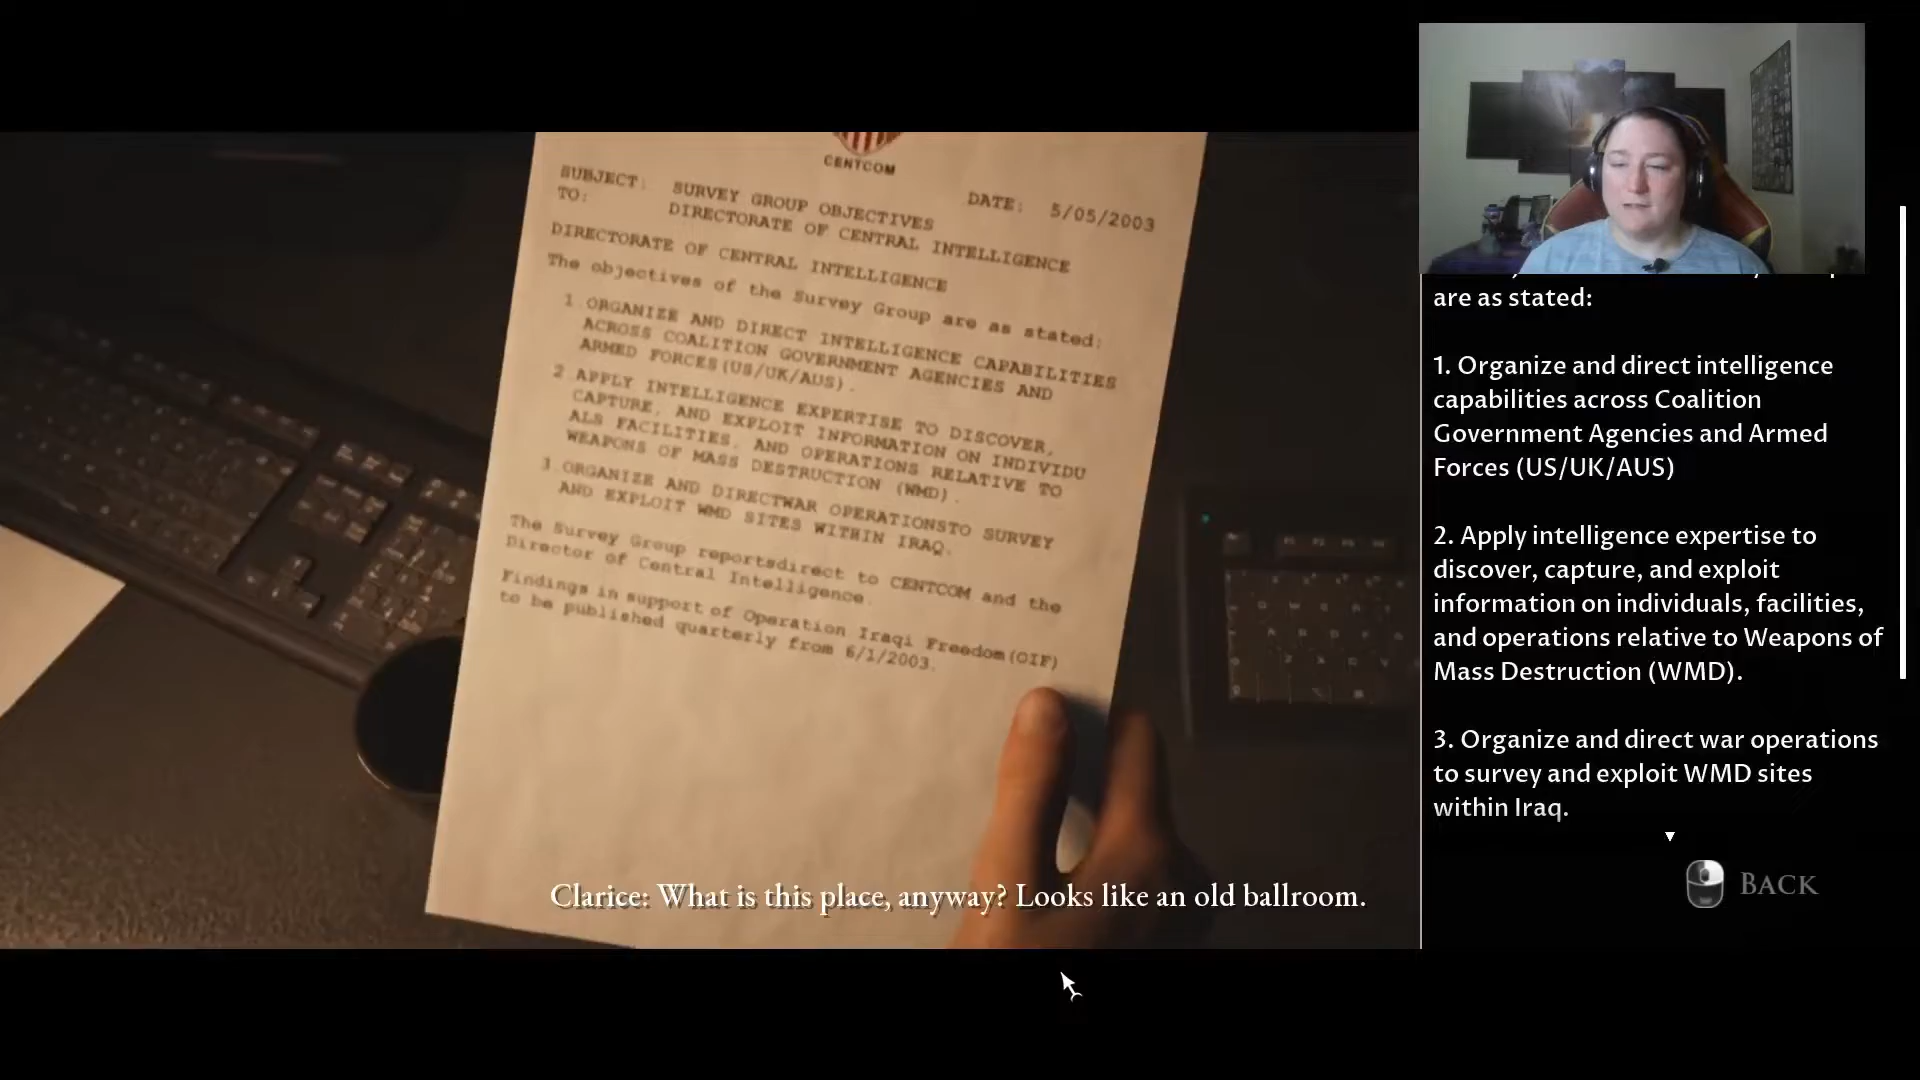 CENTCOM
SUBJECT: SURVEY GROUP OBJECTIVES DATE: 5/05/2003
TO: DIRECTORATE OF CENTRAL INTELLIGENCE
DIRECTORATE OF CENTRAL INTELLIGENCE
The objectives of the Survey Group are as stated:
1.ORGANIZE AND DIRECT INTELLIGENCE CAPABILITIES
ACROSS COALITION GOVERNMENT AGENCIES AND
ARMED FORCES(US/UK/AUS).
2.APPLY INTELLIGENCE EXPERTISE TO DISCOVER,
CAPTURE, AND EXPLOIT INFORMATION ON INDIVIDU
ALS FACILITIES, AND OPERATIONS RELATIVE TO
WEAPONS OF MASS DESTRUCTION (WMD).
3.ORGANIZE AND DIRECTWAR OPERATIONSTO SURVEY
AND EXPLOIT WMD SITES WITHIN IRAQ.
The Survey Group reportsdirect to CENTCOM and the
Director of Central Intelligence.
Findings in support of Operation Iraqi Freedom(OIF)
to be published quarterly from 6/1/2003.
Clarice: What is this place, anyway? Looks like an old ballroom.
are as stated:
1. Organize and direct intelligence
capabilities across Coalition
Government Agencies and Armed
Forces (US/UK/AUS)
2. Apply intelligence expertise to
discover, capture, and exploit
information on individuals, facilities,
and operations relative to Weapons of
Mass Destruction (WMD).
3. Organize and direct war operations
to survey and exploit WMD sites
within Iraq.
BACK